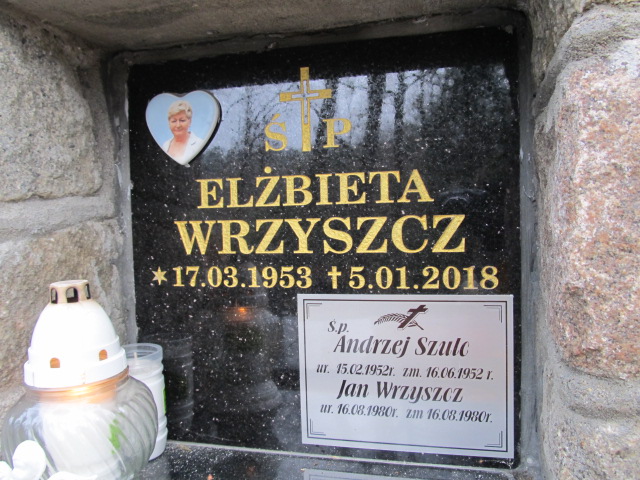 Ś P
ELŻBIETA
WRZYSZCZ
✶17.03.1953 ✝5.01.2018
Ś.p.
Andrzej Szulc
ur. 15.02.1952r. zm. 16.06.1952 r.
Jan Wrzyszcz
ur. 16.08.1980r. zm 16.08.1980r.